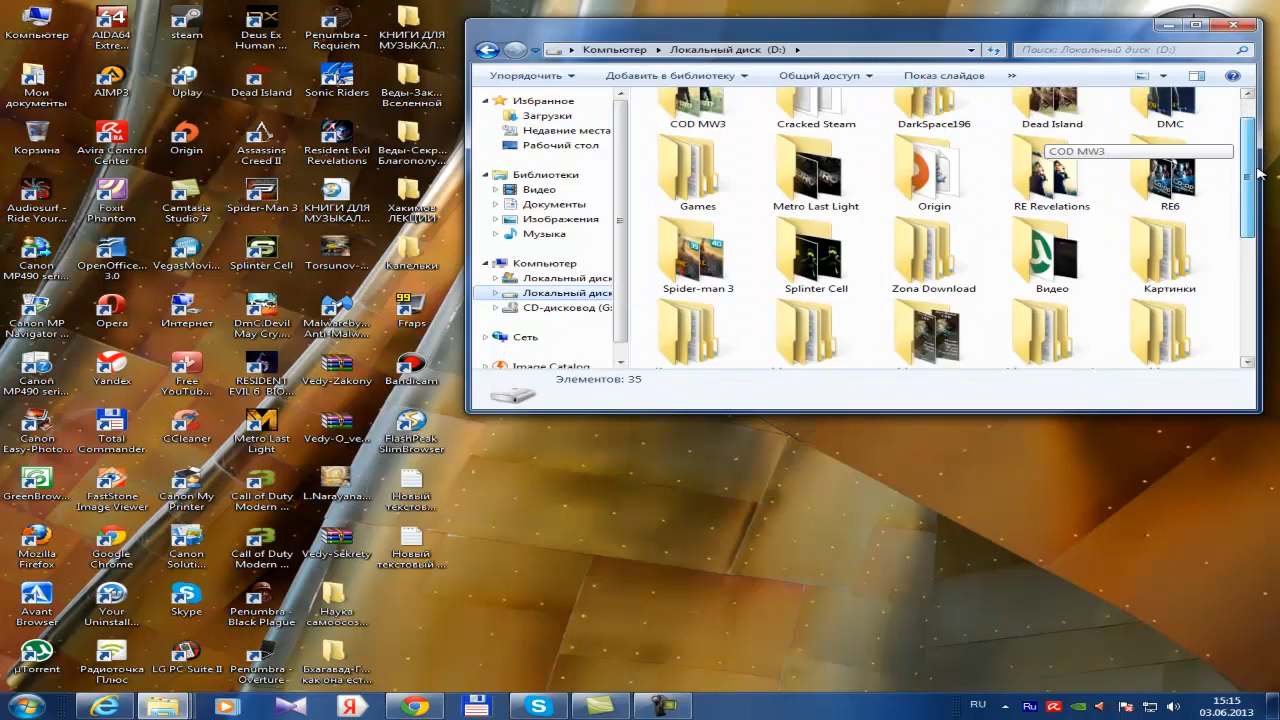 Компьютер
AIDA64
Extre...
steam
Deus Ex
Human ...
Penumbra -
Requiem
КНИГИ ДЛЯ
МУЗЫКАЛ...
Мои
документы
AIMP3
Uplay
Dead Island
Sonic Riders
Веды-Зак...
Вселенной
Корзина
Avira Control
Center
Origin
Assassins
Creed II
Resident Evil
Revelations
Веды-Секр...
Благополу...
Audiosurf -
Ride Your...
Foxit
Phantom
Camtasia
Studio 7
Spider-Man 3
КНИГИ ДЛЯ
МУЗЫКАЛ...
Хакимов
ЛЕКЦИИ
Canon
MP490 seri...
OpenOffice...
3.0
VegasMovi...
Splinter Cell
Torsunov-...
Капельки
Canon MP
Navigator ...
Opera
Интернет
DmC.Devil
May Cry....
Malwareby...
Anti-Malw...
99
Fraps
Canon
MP490 seri...
Yandex
Free
YouTub...
RESIDENT
EVIL 6_BIO...
Vedy-Zakony
Bandicam
Canon
Easy-Photo...
Total
Commander
CCleaner
Metro Last
Light
Vedy-O_ve...
FlashPeak
SlimBrowser
GreenBrow...
FastStone
Image Viewer
Canon My
Printer
Call of Duty
Modern ...
L.Narayana...
Новый
текстов...
Mozilla
Firefox
Google
Chrome
Canon
Soluti...
Call of Duty
Modern ...
Vedy-Sekrety
Новый
текстовый ...
Avant
Browser
Your
Uninstall...
Skype
Penumbra -
Black Plague
Наука
самоосоз...
µTorrent
Радиоточка
Плюс
LG PC Suite II
Penumbra -
Overture -
Бхагавад-Г...
как она ест...
Компьютер
Локальный диск (D:)
Поиск: Локальный диск (D:)
Упорядочить
Добавить в библиотеку
Общий доступ
Показ слайдов
»
Избранное
Загрузки
Недавние места
Рабочий стол
Библиотеки
Видео
Документы
Изображения
Музыка
Компьютер
Локальный диск
Локальный диск
CD-дисковод (G:
Сеть
Image Catalog
COD MW3
Cracked Steam
DarkSpace196
Dead Island
DMC
COD MW3
Games
Metro Last Light
Origin
RE Revelations
RE6
Spider-man 3
Splinter Cell
Zona Download
Видео
Картинки
Элементов: 35
RU
Ru
15:15
03.06.2013